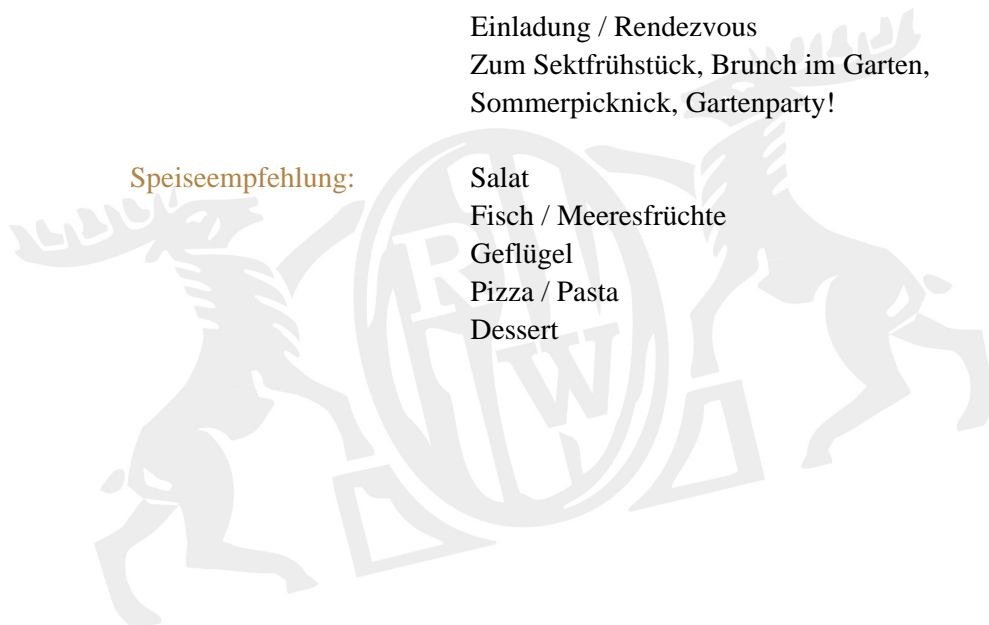 Einladung / Rendezvous
Zum Sektfrühstück, Brunch im Garten,
Sommerpicknick, Gartenparty!
Speiseempfehlung: Salat
Fisch / Meeresfrüchte
Geflügel
Pizza / Pasta
Dessert
R
W